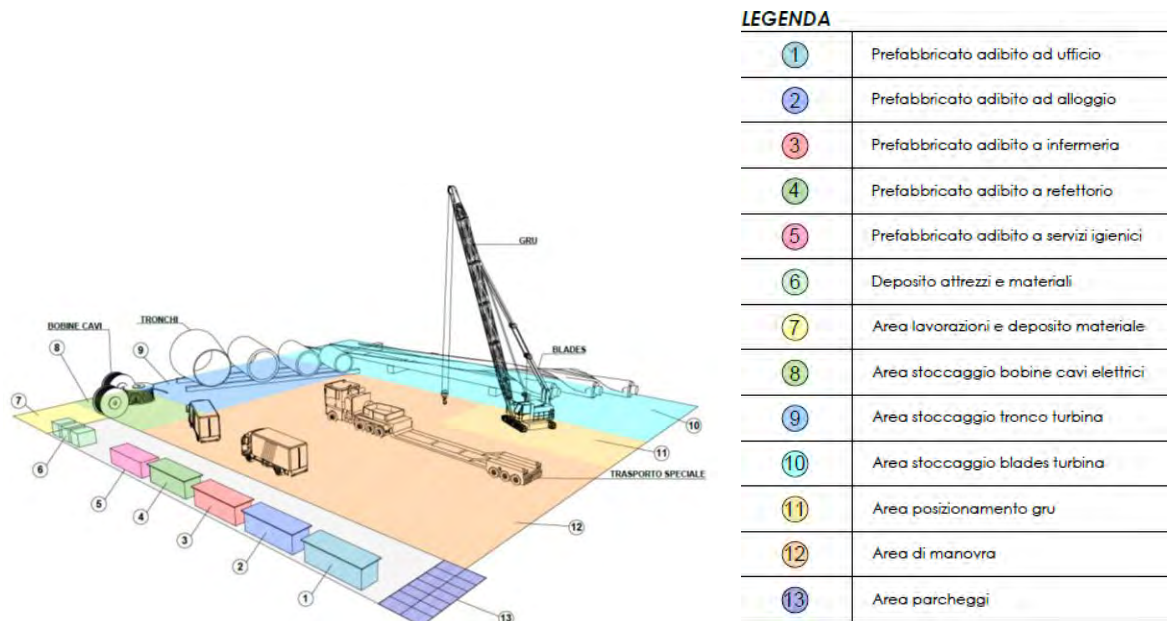 LEGENDA
1 Prefabbricato adibito ad ufficio
2 Prefabbricato adibito ad alloggio
3 Prefabbricato adibito a infermeria
4 Prefabbricato adibito a refettorio
5 Prefabbricato adibito a servizi igienici
6 Deposito attrezzi e materiali
7 Area lavorazioni e deposito materiale
8 Area stoccaggio bobine cavi elettrici
9 Area stoccaggio tronco turbina
10 Area stoccaggio blades turbina
11 Area posizionamento gru
12 Area di manovra
13 Area parcheggi
GRU
TRONCHI
BOBINE CAVI
8
9
BLADES
7
10
11
6
TRASPORTO SPECIALE
5
4
12
3
2
1
13